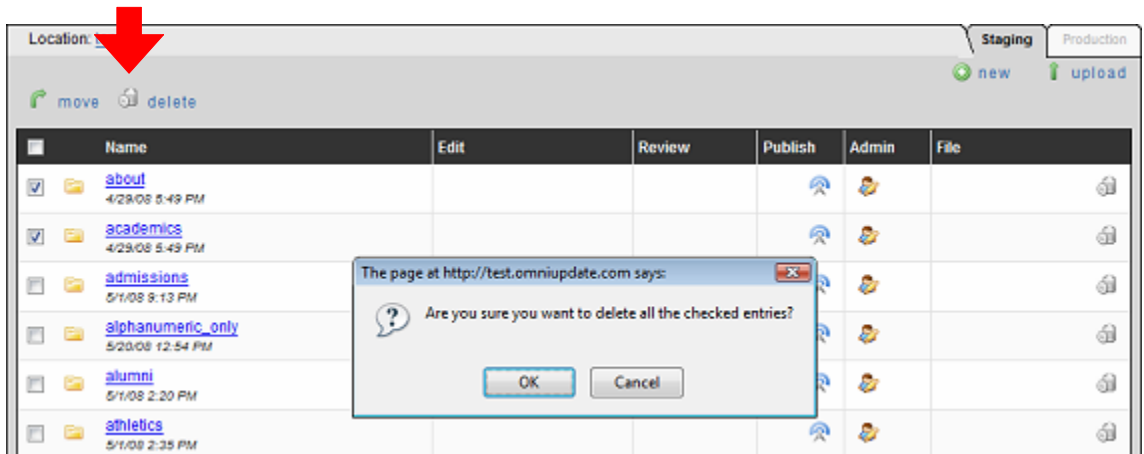 Location:
Staging
Production
new
upload
move
delete
Name
Edit
Review
Publish
Admin
File
about
4/29/08 5:49 PM
academics
4/29/08 5:49 PM
The page at http://test.omniupdate.com says:
admissions
5/1/08 9:13 PM
Are you sure you want to delete all the checked entries?
alphanumeric_only
5/20/08 12:54 PM
OK
Cancel
alumni
5/1/08 2:20 PM
athletics
5/1/08 2:35 PM